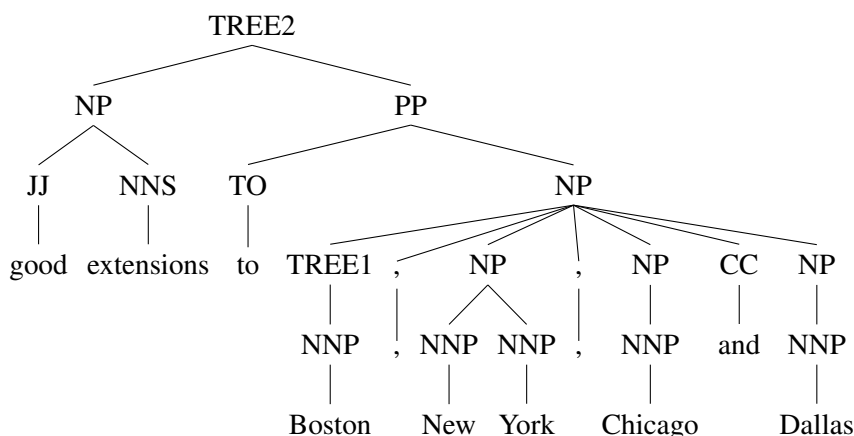 TREE2
NP PP
JJ NNS TO NP
good extensions to TREE1 , NP , NP CC NP
NNP , NNP NNP , NNP and NNP
Boston New York Chicago Dallas